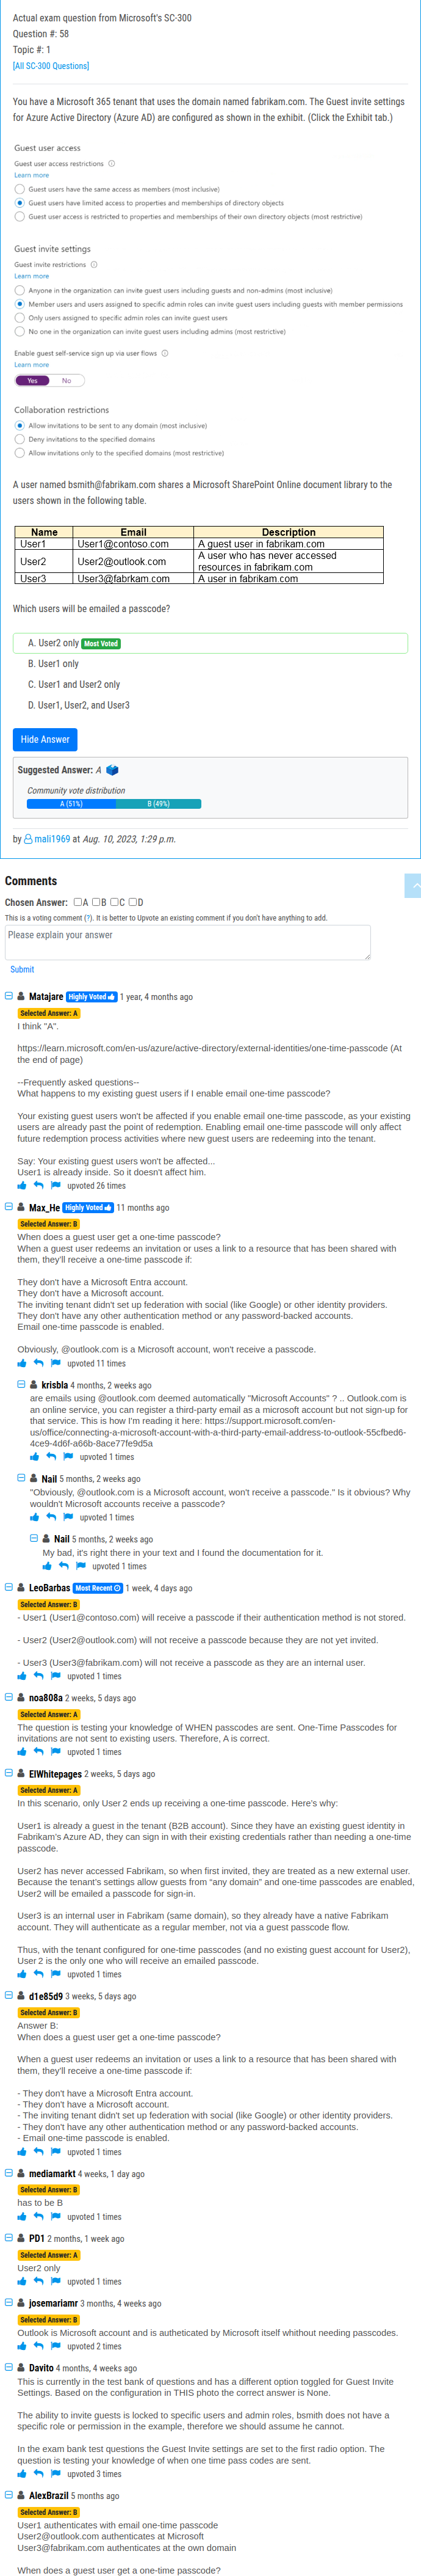 Actual exam question from Microsoft's SC-300
Question #: 58
Topic #: 1
[All SC-300 Questions]
You have a Microsoft 365 tenant that uses the domain named fabrikam.com. The Guest invite settings
for Azure Active Directory (Azure AD) are configured as shown in the exhibit. (Click the Exhibit tab.)
Guest user access
Guest user access restrictions
Learn more
Guest users have the same access as members (most inclusive)
Guest users have limited access to properties and memberships of directory objects
Guest user access is restricted to properties and memberships of their own directory objects (most restrictive)
Guest invite settings
Guest invite restrictions
Learn more
Anyone in the organization can invite guest users including guests and non-admins (most inclusive)
Member users and users assigned to specific admin roles can invite guest users including guests with member permissions
Only users assigned to specific admin roles can invite guest users
No one in the organization can invite guest users including admins (most restrictive)
Enable guest self-service sign up via user flows
Learn more
Yes No
Collaboration restrictions
Allow invitations to be sent to any domain (most inclusive)
Deny invitations to the specified domains
Allow invitations only to the specified domains (most restrictive)
A user named bsmith@fabrikam.com shares a Microsoft SharePoint Online document library to the
users shown in the following table.
Name Email Description
User1 User1@contoso.com A guest user in fabrikam.com
User2 User2@outlook.com A user who has never accessed
resources in fabrikam.com
User3 User3@fabrkam.com A user in fabrikam.com
Which users will be emailed a passcode?
A. User2 only Most Voted
B. User1 only
C. User1 and User2 only
D. User1, User2, and User3
Hide Answer
Suggested Answer: A
Community vote distribution
A (51%) B (49%)
by mali1969 at Aug. 10, 2023, 1:29 p.m.
Comments
Chosen Answer: A B C D
This is a voting comment (?). It is better to Upvote an existing comment if you don't have anything to add.
Please explain your answer
Submit
Matajare Highly Voted 1 year, 4 months ago
Selected Answer: A
I think "A".
https://learn.microsoft.com/en-us/azure/active-directory/external-identities/one-time-passcode (At
the end of page)
--Frequently asked questions--
What happens to my existing guest users if I enable email one-time passcode?
Your existing guest users won't be affected if you enable email one-time passcode, as your existing
users are already past the point of redemption. Enabling email one-time passcode will only affect
future redemption process activities where new guest users are redeeming into the tenant.
Say: Your existing guest users won't be affected...
User1 is already inside. So it doesn't affect him.
upvoted 26 times
Max_He Highly Voted 11 months ago
Selected Answer: B
When does a guest user get a one-time passcode?
When a guest user redeems an invitation or uses a link to a resource that has been shared with
them, they'll receive a one-time passcode if:
They don't have a Microsoft Entra account.
They don't have a Microsoft account.
The inviting tenant didn't set up federation with social (like Google) or other identity providers.
They don't have any other authentication method or any password-backed accounts.
Email one-time passcode is enabled.
Obviously, @outlook.com is a Microsoft account, won't receive a passcode.
upvoted 11 times
krisbla 4 months, 2 weeks ago
are emails using @outlook.com deemed automatically "Microsoft Accounts" ? .. Outlook.com is
an online service, you can register a third-party email as a microsoft account but not sign-up for
that service. This is how I'm reading it here: https://support.microsoft.com/en-
us/office/connecting-a-microsoft-account-with-a-third-party-email-address-to-outlook-55cfbed6-
4ce9-4d6f-a66b-8ace77fe9d5a
upvoted 1 times
Nail 5 months, 2 weeks ago
"Obviously, @outlook.com is a Microsoft account, won't receive a passcode." Is it obvious? Why
wouldn't Microsoft accounts receive a passcode?
upvoted 1 times
Nail 5 months, 2 weeks ago
My bad, it's right there in your text and I found the documentation for it.
upvoted 1 times
LeoBarbas Most Recent 1 week, 4 days ago
Selected Answer: B
- User1 (User1@contoso.com) will receive a passcode if their authentication method is not stored.
- User2 (User2@outlook.com) will not receive a passcode because they are not yet invited.
- User3 (User3@fabrikam.com) will not receive a passcode as they are an internal user.
upvoted 1 times
noa808a 2 weeks, 5 days ago
Selected Answer: A
The question is testing your knowledge of WHEN passcodes are sent. One-Time Passcodes for
invitations are not sent to existing users. Therefore, A is correct.
upvoted 1 times
ElWhitepages 2 weeks, 5 days ago
Selected Answer: A
In this scenario, only User 2 ends up receiving a one-time passcode. Here's why:
User1 is already a guest in the tenant (B2B account). Since they have an existing guest identity in
Fabrikam's Azure AD, they can sign in with their existing credentials rather than needing a one-time
passcode.
User2 has never accessed Fabrikam, so when first invited, they are treated as a new external user.
Because the tenant's settings allow guests from “any domain” and one-time passcodes are enabled,
User2 will be emailed a passcode for sign-in.
User3 is an internal user in Fabrikam (same domain), so they already have a native Fabrikam
account. They will authenticate as a regular member, not via a guest passcode flow.
Thus, with the tenant configured for one-time passcodes (and no existing guest account for User2),
User 2 is the only one who will receive an emailed passcode.
upvoted 1 times
d1e85d9 3 weeks, 5 days ago
Selected Answer: B
Answer B:
When does a guest user get a one-time passcode?
When a guest user redeems an invitation or uses a link to a resource that has been shared with
them, they'll receive a one-time passcode if:
- They don't have a Microsoft Entra account.
- They don't have a Microsoft account.
- The inviting tenant didn't set up federation with social (like Google) or other identity providers.
- They don't have any other authentication method or any password-backed accounts.
- Email one-time passcode is enabled.
upvoted 1 times
mediamarkt 4 weeks, 1 day ago
Selected Answer: B
has to be B
upvoted 1 times
PD1 2 months, 1 week ago
Selected Answer: A
User2 only
upvoted 1 times
josemariamr 3 months, 4 weeks ago
Selected Answer: B
Outlook is Microsoft account and is autheticated by Microsoft itself whithout needing passcodes.
upvoted 2 times
Davito 4 months, 4 weeks ago
This is currently in the test bank of questions and has a different option toggled for Guest Invite
Settings. Based on the configuration in THIS photo the correct answer is None.
The ability to invite guests is locked to specific users and admin roles, bsmith does not have a
specific role or permission in the example, therefore we should assume he cannot.
In the exam bank test questions the Guest Invite settings are set to the first radio option. The
question is testing your knowledge of when one time pass codes are sent.
upvoted 3 times
AlexBrazil 5 months ago
Selected Answer: B
User1 authenticates with email one-time passcode
User2@outlook.com authenticates at Microsoft
User3@fabrikam.com authenticates at the own domain
When does a guest user get a one-time passcode?